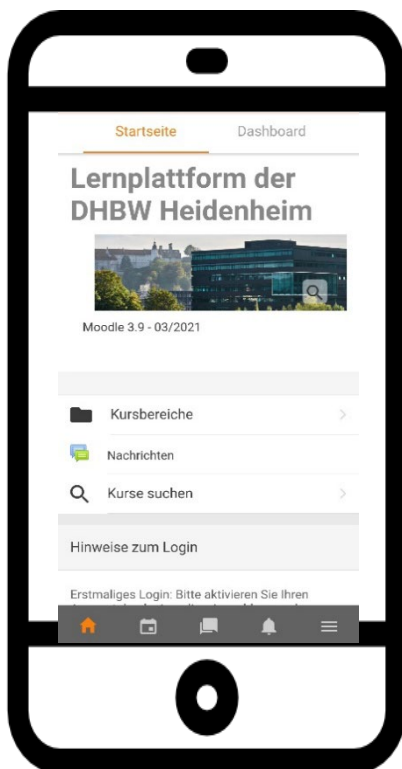 Startseite Dashboard
Lernplattform der
DHBW Heidenheim
Moodle 3.9 - 03/2021
Kursbereiche
Nachrichten
Kurse suchen
Hinweise zum Login
Erstmaliges Login: Bitte aktivieren Sie Ihren